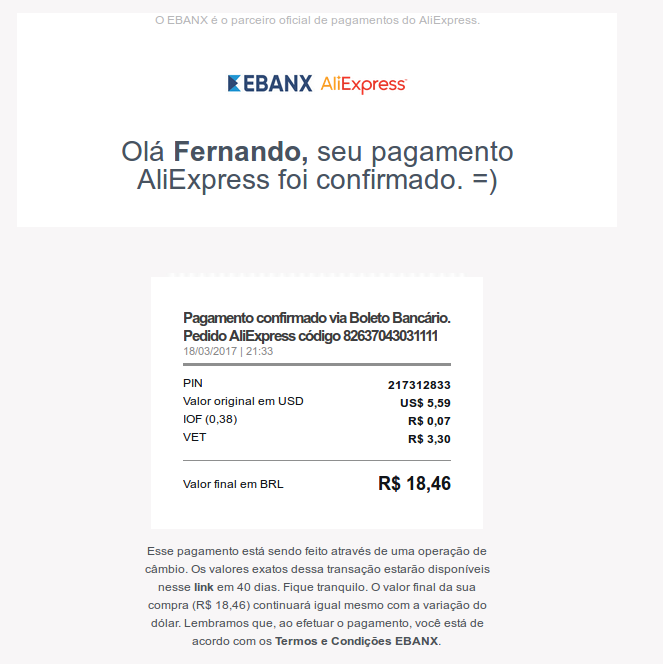 O EBANX é o parceiro oficial de pagamentos do AliExpress.
EBANX AliExpress
Olá Fernando, seu pagamento
AliExpress foi confirmado. =)
Pagamento confirmado via Boleto Bancário.
Pedido AliExpress código 82637043031111
18/03/2017 | 21:33
PIN 217312833
Valor original em USD US$ 5,59
IOF (0,38) R$ 0,07
VET R$ 3,30
Valor final em BRL R$ 18,46
Esse pagamento está sendo feito através de uma operação de
câmbio. Os valores exatos dessa transação estarão disponíveis
nesse link em 40 dias. Fique tranquilo. O valor final da sua
compra (R$ 18,46) continuará igual mesmo com a variação do
dólar. Lembramos que, ao efetuar o pagamento, você está de
acordo com os Termos e Condições EBANX.